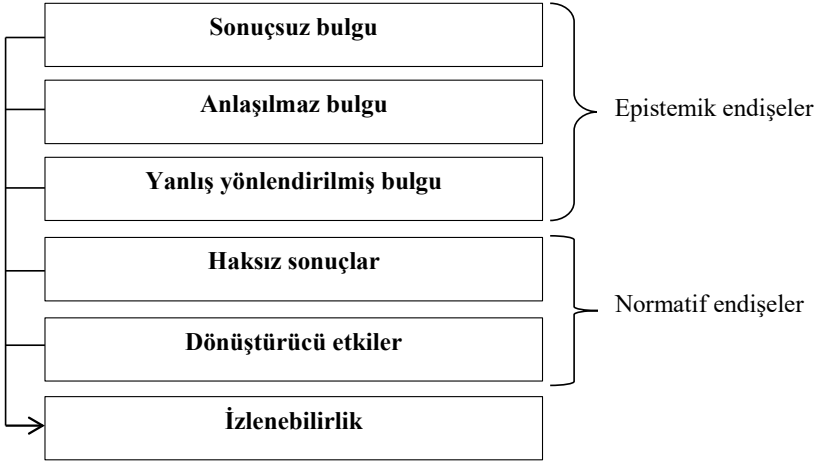 Sonuçsuz bulgu
Anlaşılmaz bulgu
Epistemik endişeler
Yanlış yönlendirilmiş bulgu
Haksız sonuçlar
Normatif endişeler
Dönüştürücü etkiler
İzlenebilirlik